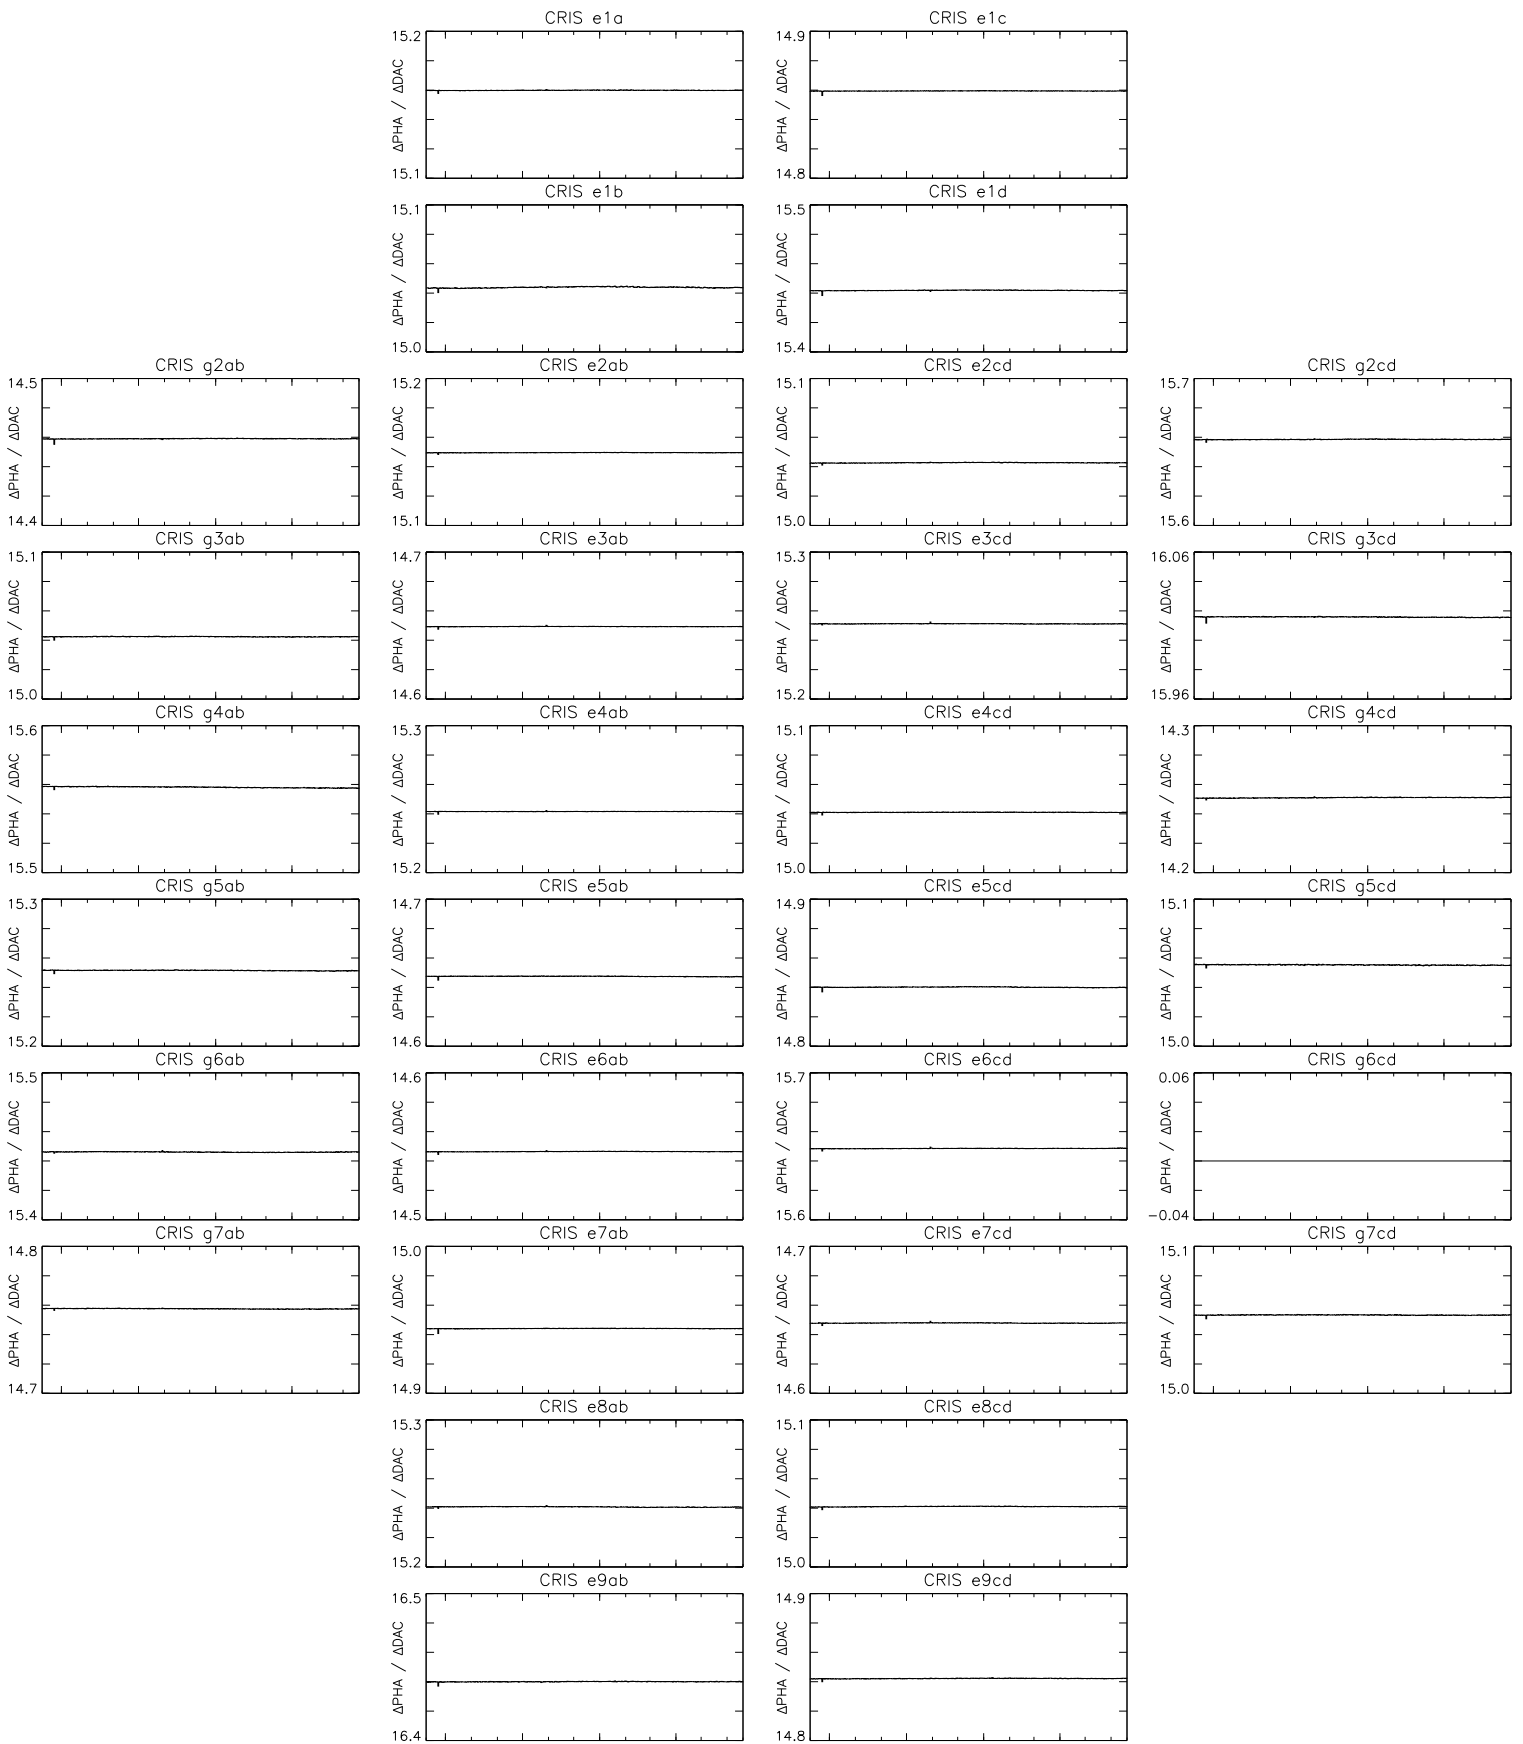 CRIS e1a
15.2
ΔPHA / ΔDAC
15.1
CRIS e1c
14.9
ΔPHA / ΔDAC
14.8
CRIS e1b
15.1
ΔPHA / ΔDAC
15.0
CRIS e1d
15.5
ΔPHA / ΔDAC
15.4
CRIS g2ab
14.5
ΔPHA / ΔDAC
14.4
CRIS e2ab
15.2
ΔPHA / ΔDAC
15.1
CRIS e2cd
15.1
ΔPHA / ΔDAC
15.0
CRIS g2cd
15.7
ΔPHA / ΔDAC
15.6
CRIS g3ab
15.1
ΔPHA / ΔDAC
15.0
CRIS e3ab
14.7
ΔPHA / ΔDAC
14.6
CRIS e3cd
15.3
ΔPHA / ΔDAC
15.2
CRIS g3cd
16.06
ΔPHA / ΔDAC
15.96
CRIS g4ab
15.6
ΔPHA / ΔDAC
15.5
CRIS e4ab
15.3
ΔPHA / ΔDAC
15.2
CRIS e4cd
15.1
ΔPHA / ΔDAC
15.0
CRIS g4cd
14.3
ΔPHA / ΔDAC
14.2
CRIS g5ab
15.3
ΔPHA / ΔDAC
15.2
CRIS e5ab
14.7
ΔPHA / ΔDAC
14.6
CRIS e5cd
14.9
ΔPHA / ΔDAC
14.8
CRIS g5cd
15.1
ΔPHA / ΔDAC
15.0
CRIS g6ab
15.5
ΔPHA / ΔDAC
15.4
CRIS e6ab
14.6
ΔPHA / ΔDAC
14.5
CRIS e6cd
15.7
ΔPHA / ΔDAC
15.6
CRIS g6cd
0.06
ΔPHA / ΔDAC
−0.04
CRIS g7ab
14.8
ΔPHA / ΔDAC
14.7
CRIS e7ab
15.0
ΔPHA / ΔDAC
14.9
CRIS e7cd
14.7
ΔPHA / ΔDAC
14.6
CRIS g7cd
15.1
ΔPHA / ΔDAC
15.0
CRIS e8ab
15.3
ΔPHA / ΔDAC
15.2
CRIS e8cd
15.1
ΔPHA / ΔDAC
15.0
CRIS e9ab
16.5
ΔPHA / ΔDAC
16.4
CRIS e9cd
14.9
ΔPHA / ΔDAC
14.8